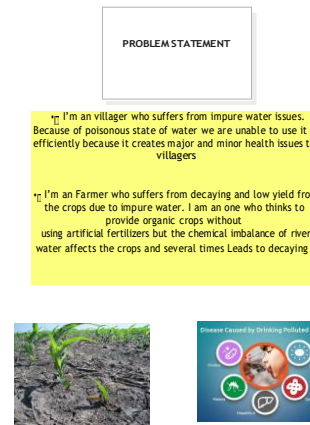 PROBLEM STATEMENT
• I'm an villager who suffers from impure water issues.
Because of poisonous state of water we are unable to use it
efficiently because it creates major and minor health issues t
villagers
• I'm an Farmer who suffers from decaying and low yield fro
the crops due to impure water. I am an one who thinks to
provide organic crops without
using artificial fertilizers but the chemical imbalance of river
water affects the crops and several times Leads to decaying
Disease Caused by Drinking Polluted